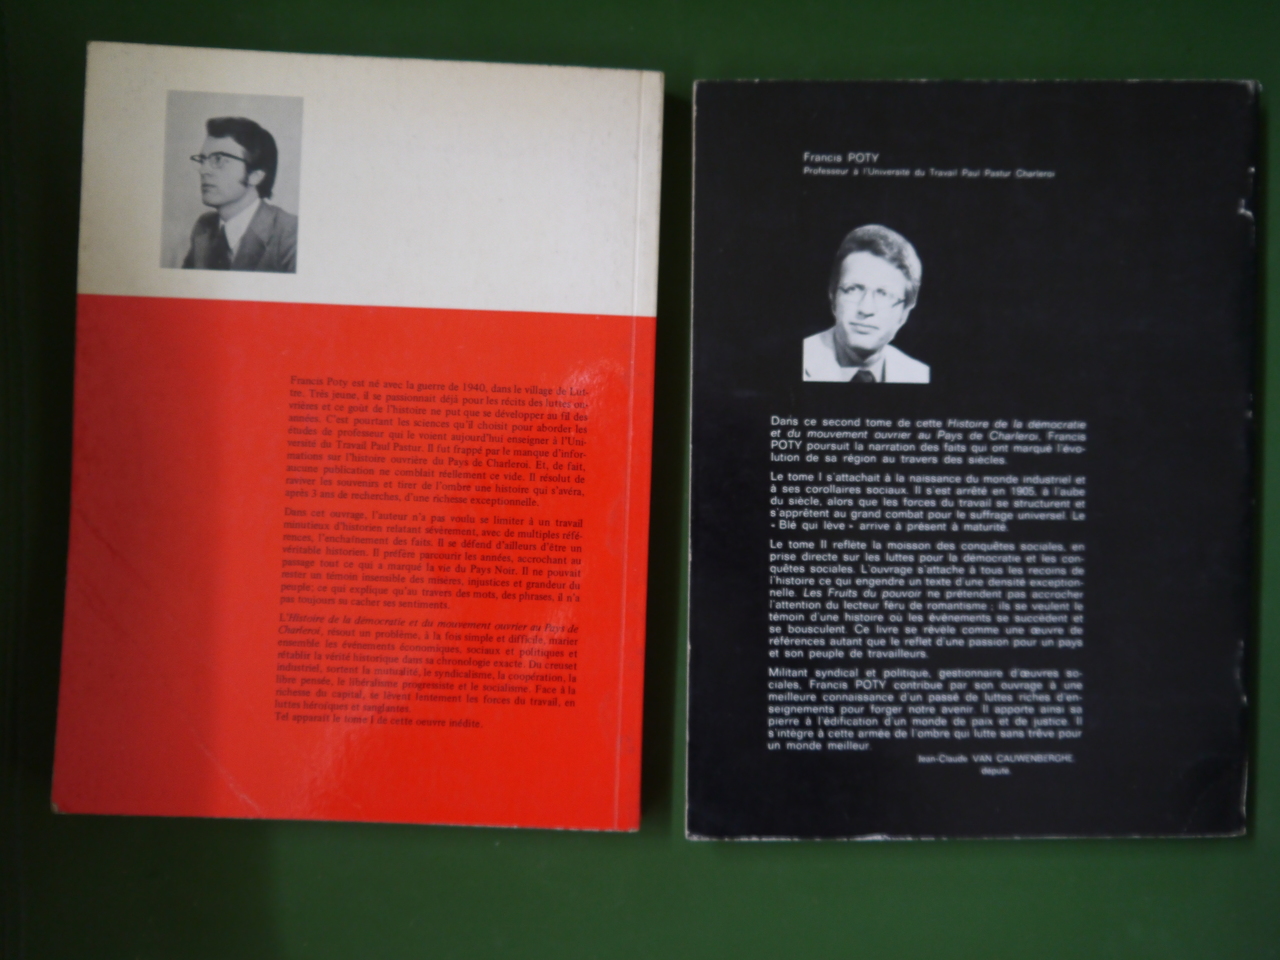 Francis Poty est né avec la guerre de 1940, dans le village de Lut-
tre. Très jeune, il se passionnait déjà pour les récits des luttes ou-
vrières et ce goût de l'histoire ne put que se développer au fil des
années. C'est pourtant les sciences qu'il choisit pour aborder les
études de professeur qui le voient aujourd'hui enseigner à l'Uni-
versité du Travail Paul Pastur. Il fut frappé par le manque d'infor-
mations sur l'histoire ouvrière du Pays de Charleroi. Et, de fait,
aucune publication ne comblait réellement ce vide. Il résolut de
raviver les souvenirs et tirer de l'ombre une histoire qui s'avéra,
après 3 ans de recherches, d'une richesse exceptionnelle.
Dans cet ouvrage, l'auteur n'a pas voulu se limiter à un travail
minutieux d'historien relatant sévèrement, avec de multiples réfé-
rences, l'enchaînement des faits. Il se défend d'ailleurs d'être un
véritable historien. Il préfère parcourir les années, accrochant au
passage tout ce qui a marqué la vie du Pays Noir. Il ne pouvait
rester un témoin insensible des misères, injustices et grandeur du
peuple; ce qui explique qu'au travers des mots, des phrases, il n'a
pas toujours su cacher ses sentiments.
L'Histoire de la démocratie et du mouvement ouvrier au Pays de
Charleroi, résout un problème, à la fois simple et difficile, marier
ensemble les événements économiques, sociaux et politiques et
rétablir la vérité historique dans sa chronologie exacte. Du creuset
industriel, sortent la mutualité, le syndicalisme, la coopération, la
libre pensée, le libéralisme progressiste et le socialisme. Face à la
richesse du capital, se lèvent lentement les forces du travail, en
luttes héroïques et sanglantes.
Tel apparaît le tome I de cette oeuvre inédite.
Francis POTY
Professeur à l'Université du Travail Paul Pastur Charleroi
Dans ce second tome de cette Histoire de la démocratie
et du mouvement ouvrier au Pays de Charleroi, Francis
POTY poursuit la narration des faits qui ont marqué l'évo-
lution de sa région au travers des siècles.
Le tome I s'attachait à la naissance du monde industriel et
à ses corollaires sociaux. Il s'est arrêté en 1905, à l'aube
du siècle, alors que les forces du travail se structurent et
s'apprêtent au grand combat pour le suffrage universel. Le
« Blé qui lève » arrive à présent à maturité.
Le tome II reflète la moisson des conquêtes sociales, en
prise directe sur les luttes pour la démocratie et les con-
quêtes sociales. L'ouvrage s'attache à tous les recoins de
l'histoire ce qui engendre un texte d'une densité exception-
nelle. Les Fruits du pouvoir ne prétendent pas accrocher
l'attention du lecteur féru de romantisme ; ils se veulent le
témoin d'une histoire où les événements se succèdent et
se bousculent. Ce livre se révèle comme une œuvre de
références autant que le reflet d'une passion pour un pays
et son peuple de travailleurs.
Militant syndical et politique, gestionnaire d'œuvres so-
ciales, Francis POTY contribue par son ouvrage à une
meilleure connaissance d'un passé de luttes riches d'en-
seignements pour forger notre avenir. Il apporte ainsi sa
pierre à l'édification d'un monde de paix et de justice. Il
s'intègre à cette armée de l'ombre qui lutte sans trêve pour
un monde meilleur.
Jean-Claude VAN CAUWENBERGHE,
député.